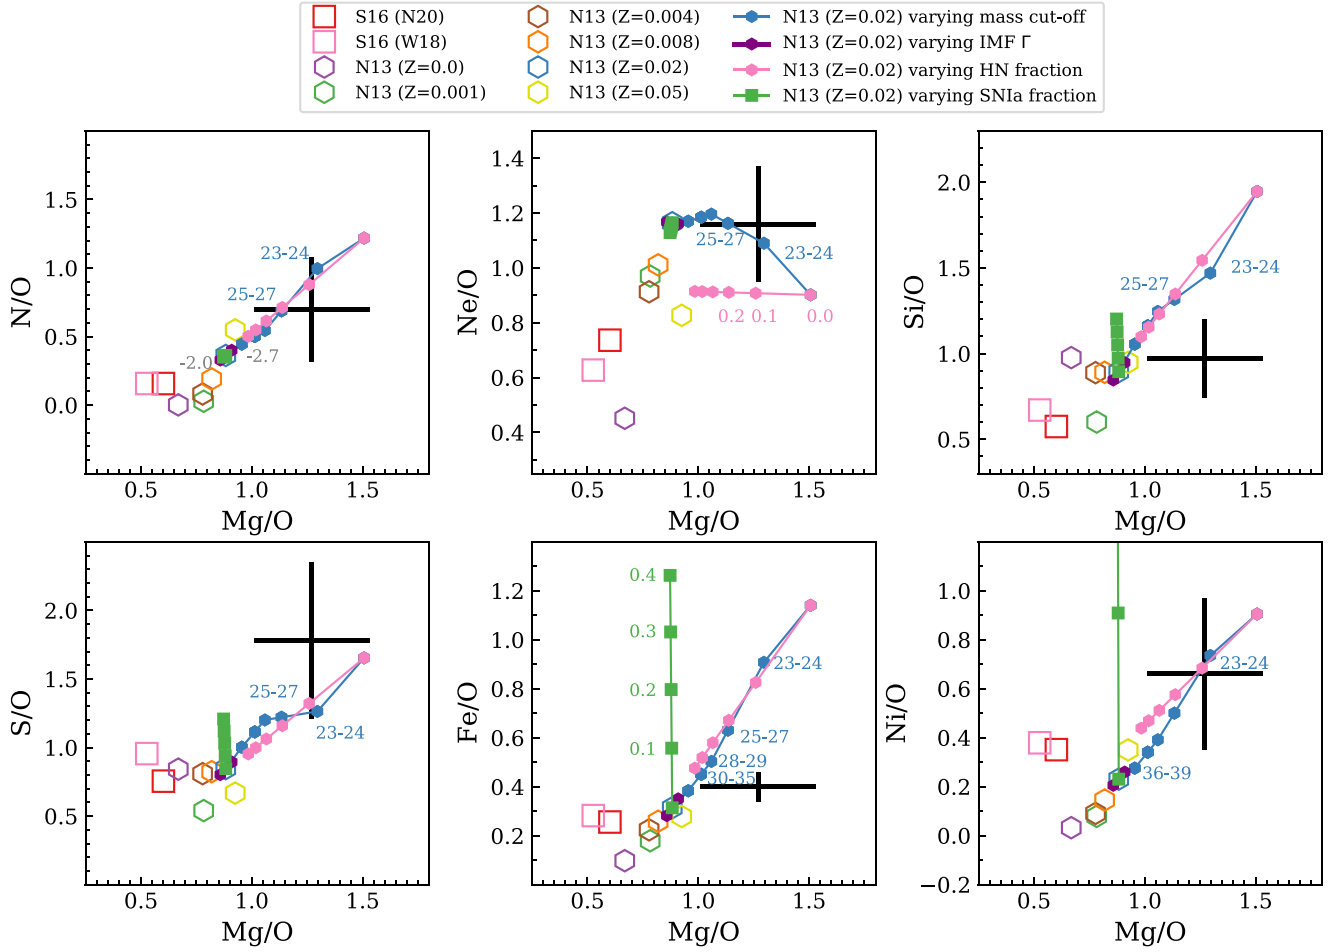 S16 (N20)
S16 (W18)
N13 (Z=0.0)
N13 (Z=0.001)
N13 (Z=0.004)
N13 (Z=0.008)
N13 (Z=0.02)
N13 (Z=0.05)
N13 (Z=0.02) varying mass cut-off
N13 (Z=0.02) varying IMF Γ
N13 (Z=0.02) varying HN fraction
N13 (Z=0.02) varying SNIa fraction
N/O
1.5
1.0
0.5
0.0
23-24
25-27
-2.0
-2.7
0.5 1.0 1.5
Mg/O
Ne/O
1.4
1.2
1.0
0.8
0.6
0.4
25-27
23-24
0.2 0.1 0.0
0.5 1.0 1.5
Mg/O
Si/O
2.0
1.5
1.0
0.5
25-27
23-24
0.5 1.0 1.5
Mg/O
S/O
2.0
1.5
1.0
0.5
25-27
23-24
0.5 1.0 1.5
Mg/O
Fe/O
1.2
1.0
0.8
0.6
0.4
0.2
0.4
0.3
0.2
0.1
23-24
25-27
28-29
30-35
0.5 1.0 1.5
Mg/O
Ni/O
1.0
0.8
0.6
0.4
0.2
0.0
−0.2
23-24
36-39
0.5 1.0 1.5
Mg/O